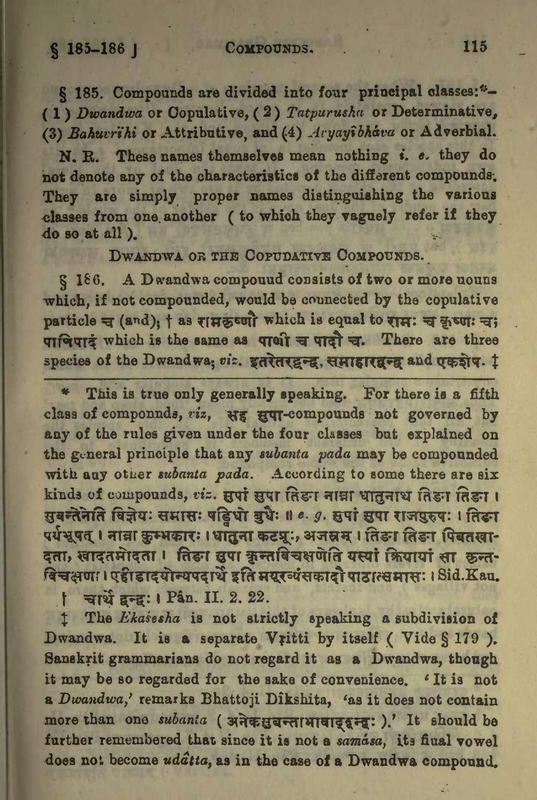 § 185–186 ]   COMPOUNDS.   115
§ 185. Compounds are divided into four principal classes:*–
( 1 ) Dwandwa or Copulative, ( 2 ) Tatpurusha or Determinative,
(3) Bahuvrîhi or Attributive, and (4) Avyayîbhâva or Adverbial.
N. B. These names themselves mean nothing i. e. they do
not denote any of the characteristics of the different compounds.
They are simply proper names distinguishing the various
classes from one another ( to which they vaguely refer if they
do so at all ).
DWANDWA OR THE COPUDATIVE COMPOUNDS.
§ 186. A Dwandwa compouud consists of two or more nouns
which, if not compounded, would be connected by the copulative
particle च (and); † as रामकृष्णौ which is equal to रामः च कृष्णः च;
पाणिपादं which is the same as पाणी च पादौ च. There are three
species of the Dwandwa; viz. इतरेतरद्वन्द्व, समाहारद्वन्द्व and एकशेष. ‡
* This is true only generally speaking. For there is a fifth
class of componnds, viz, सह सुपा-compounds not governed by
any of the rules given under the four classes but explained on
the general principle that any subanta pada may be compounded
with any other subanta pada. According to some there are six
kinds of compounds, viz. सुपां सुपा तिङा नाम्ना धातुनाथ तिङां तिङा ।
सुबन्तेनेति विज्ञेयः समासः षड्विधो बुधैः ॥ e. g. सुपां सुपा राजपुरुषः । तिङा
पर्यभूषत् । नाम्ना कुम्भकारः । धातुना कटप्रूः, अजस्रम् । तिङां तिङा पिबतखा-
दता, खादतमोदता । तिङां सुपा कृन्तविचक्षणेति यस्यां क्रियायां सा कृन्त-
विचक्षणा । एहीडादयोन्यपदार्थे इति मयूरव्यंसकादौ पाठात्समासः । Sid. Kau.
† चार्थे द्वन्द्वः । Pân. II. 2. 22.
‡ The Ekaśesha is not strictly speaking a subdivision of
Dwandwa. It is a separate Vṛitti by itself ( Vide § 179 ).
Sanskṛit grammarians do not regard it as a Dwandwa, though
it may be so regarded for the sake of convenience. ‘ It is not
a Dwandwa,’ remarks Bhattoji Dîkshita, ‘as it does not contain
more than one subanta ( अनेकसुबन्ताभावाद्द्वन्द्वः ).’ It should be
further remembered that since it is not a samâsa, its final vowel
does not become udâtta, as in the case of a Dwandwa compound.